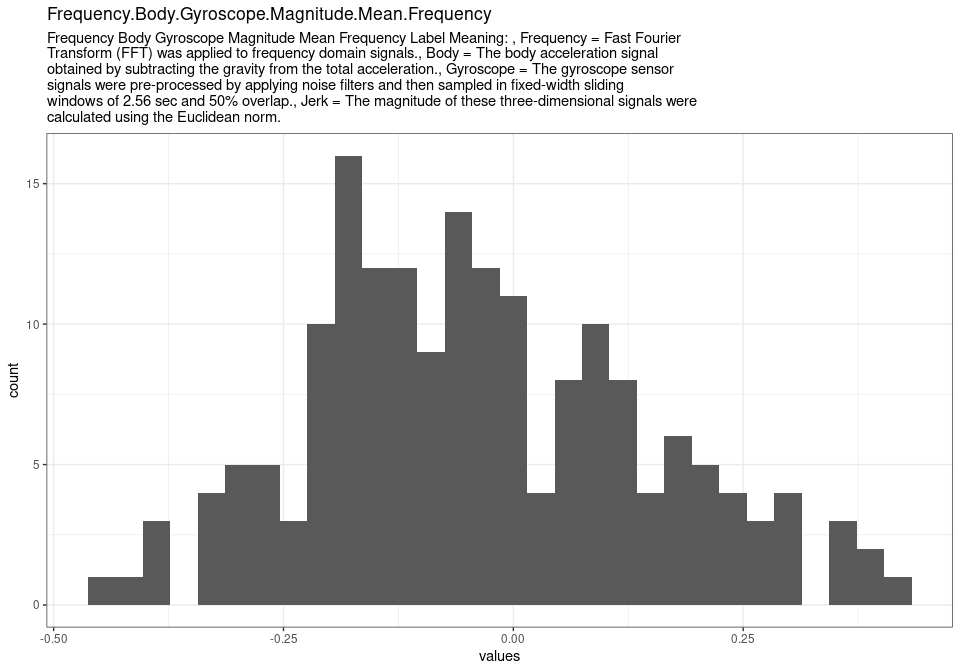 Frequency.Body.Gyroscope.Magnitude.Mean.Frequency
Frequency Body Gyroscope Magnitude Mean Frequency Label Meaning: , Frequency = Fast Fourier
Transform (FFT) was applied to frequency domain signals., Body = The body acceleration signal
obtained by subtracting the gravity from the total acceleration., Gyroscope = The gyroscope sensor
signals were pre-processed by applying noise filters and then sampled in fixed-width sliding
windows of 2.56 sec and 50% overlap., Jerk = The magnitude of these three-dimensional signals were
calculated using the Euclidean norm.
15
10
5
0
count
-0.50
-0.25
0.00
0.25
values